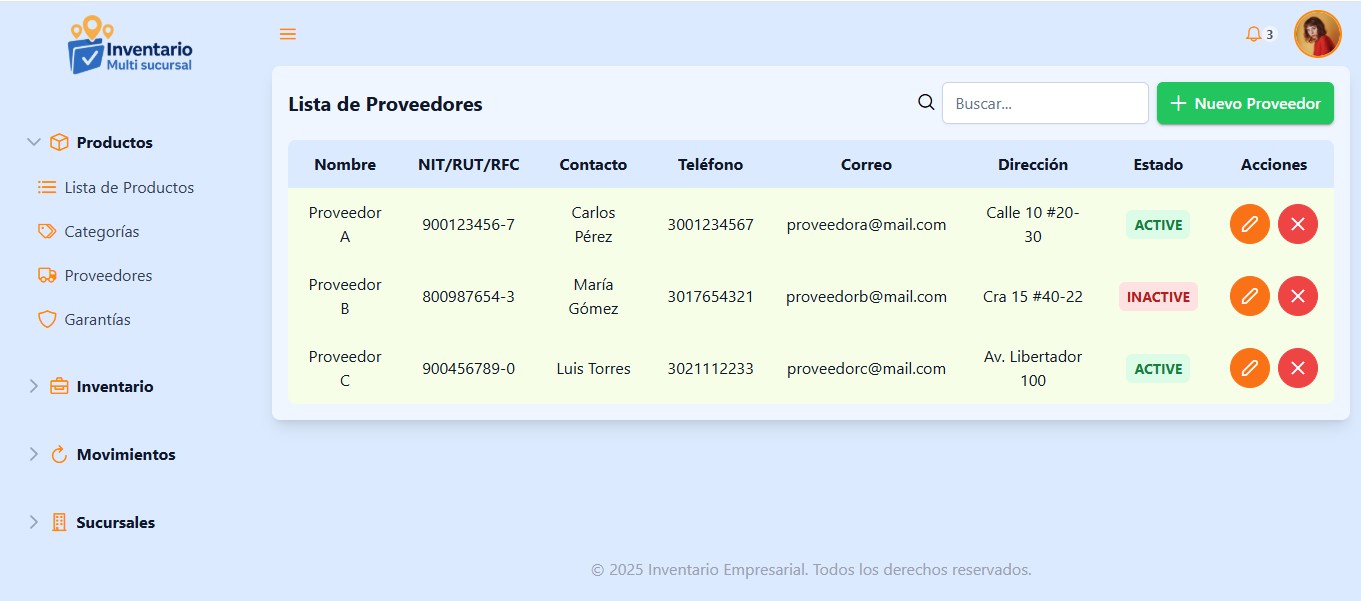 Inventario
Multi sucursal
3
Productos
Lista de Productos
Categorías
Proveedores
Garantías
Inventario
Movimientos
Sucursales
Lista de Proveedores
Buscar...
Nuevo Proveedor
Nombre NIT/RUT/RFC Contacto Teléfono Correo Dirección Estado Acciones
Proveedor A 900123456-7 Carlos Pérez 3001234567 proveedora@mail.com Calle 10 #20-30 ACTIVE
Proveedor B 800987654-3 María Gómez 3017654321 proveedorb@mail.com Cra 15 #40-22 INACTIVE
Proveedor C 900456789-0 Luis Torres 3021112233 proveedorc@mail.com Av. Libertador 100 ACTIVE
© 2025 Inventario Empresarial. Todos los derechos reservados.